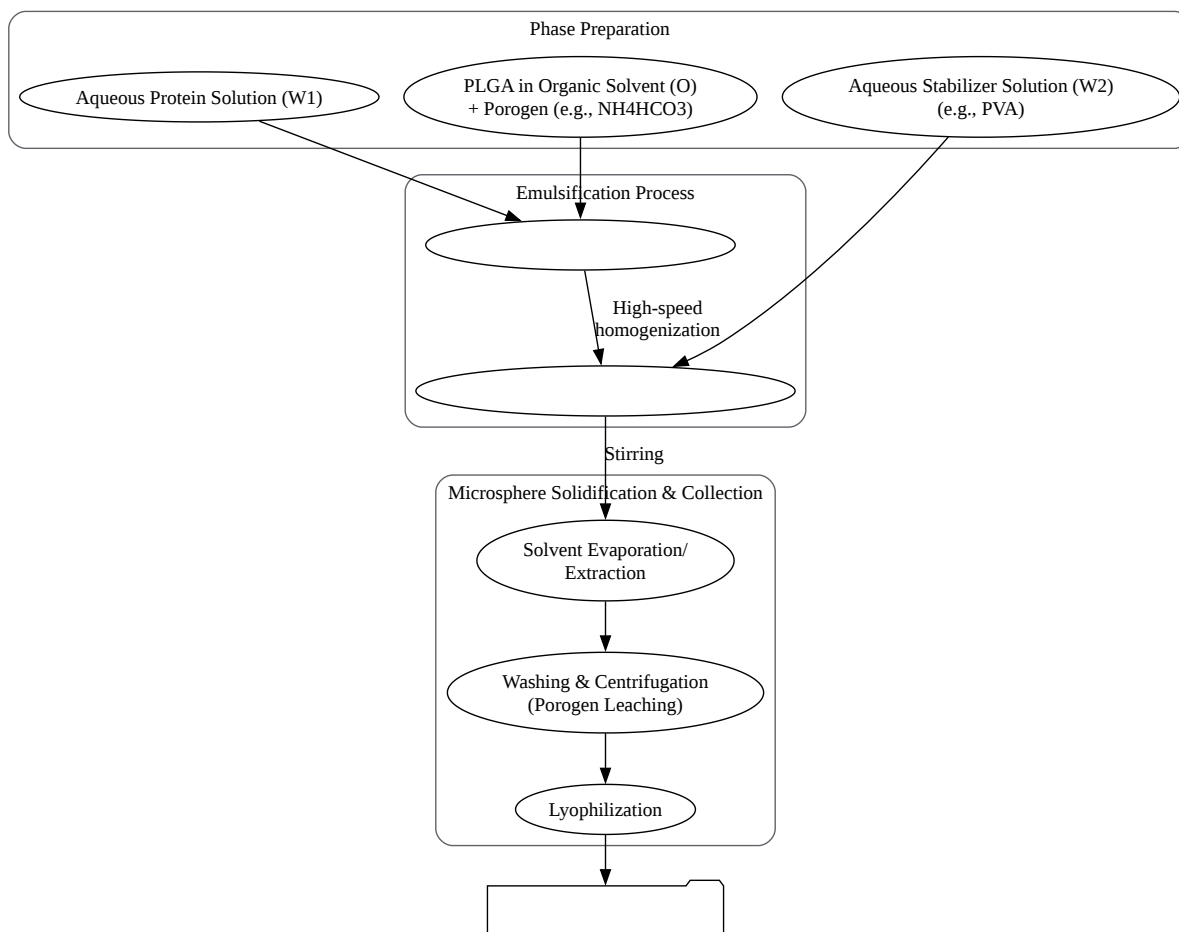 Phase Preparation
Aqueous Protein Solution (W1)
PLGA in Organic Solvent (O)
+ Porogen (e.g., NH4HCO3)
Aqueous Stabilizer Solution (W2)
(e.g., PVA)
Emulsification Process
High-speed
homogenization
Stirring
Microsphere Solidification & Collection
Solvent Evaporation/
Extraction
Washing & Centrifugation
(Porogen Leaching)
Lyophilization